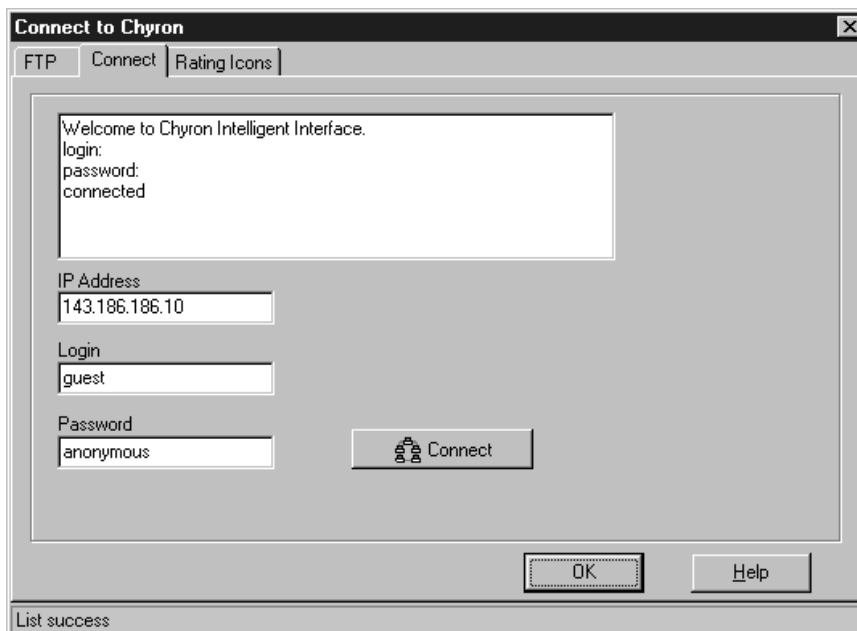 Connect to Chyron
FTP Connect Rating Icons
Welcome to Chyron Intelligent Interface.
login:
password:
connected
IP Address
143.186.186.10
Login
guest
Password
anonymous
Connect
OK Help
List success